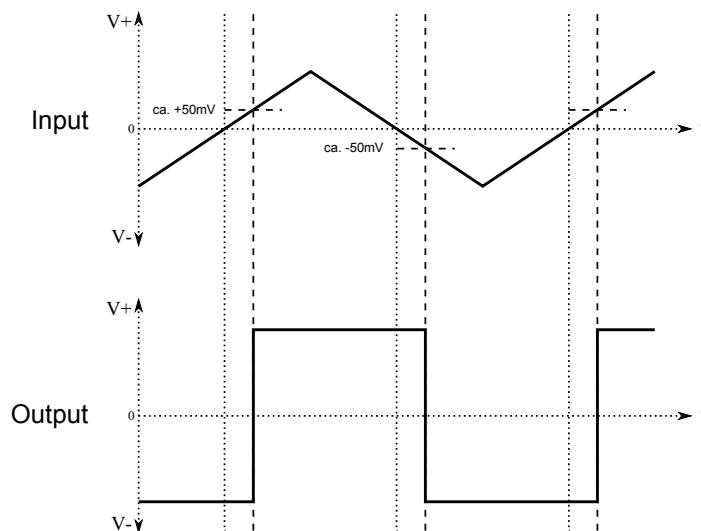 V+
ca. +50mV
Input
0
ca. -50mV
V-
V+
Output
0
V-